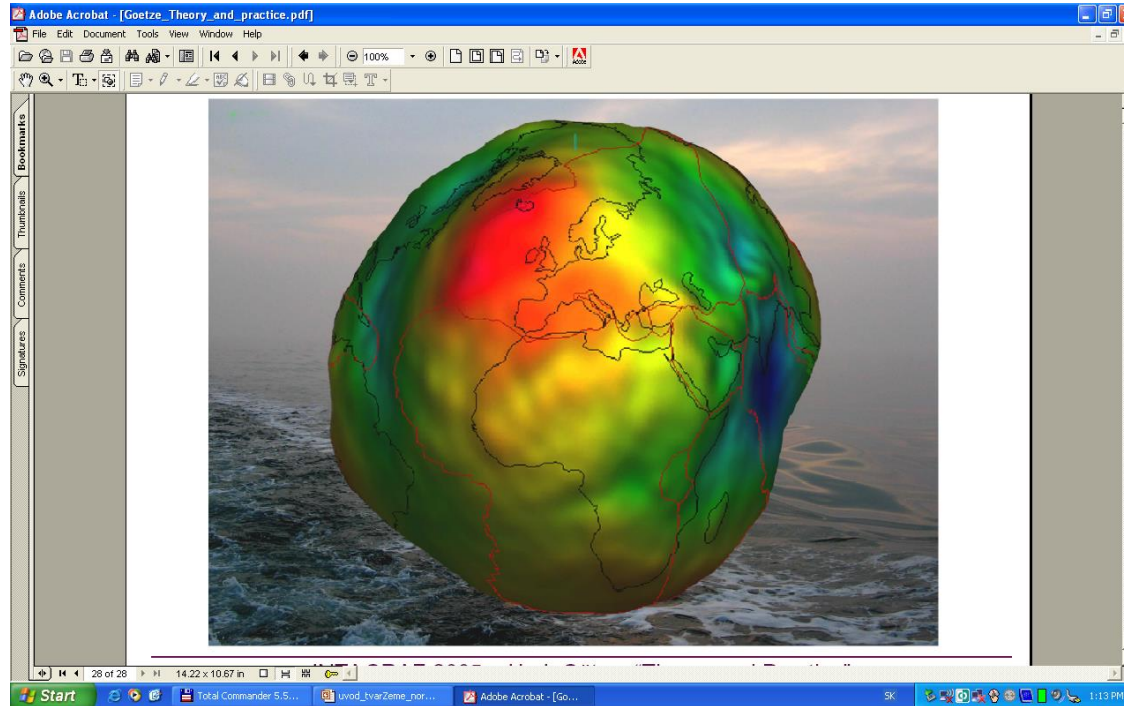 Adobe Acrobat - [Goetze_Theory_and_practice.pdf]
File Edit Document Tools View Window Help
100%
Bookmarks
Thumbnails
Comments
Signatures
28 of 28 14.22 x 10.67 in
Start Total Commander 5.5... uvod_tvarZeme_nor... Adobe Acrobat - [Go... SK 1:13 PM